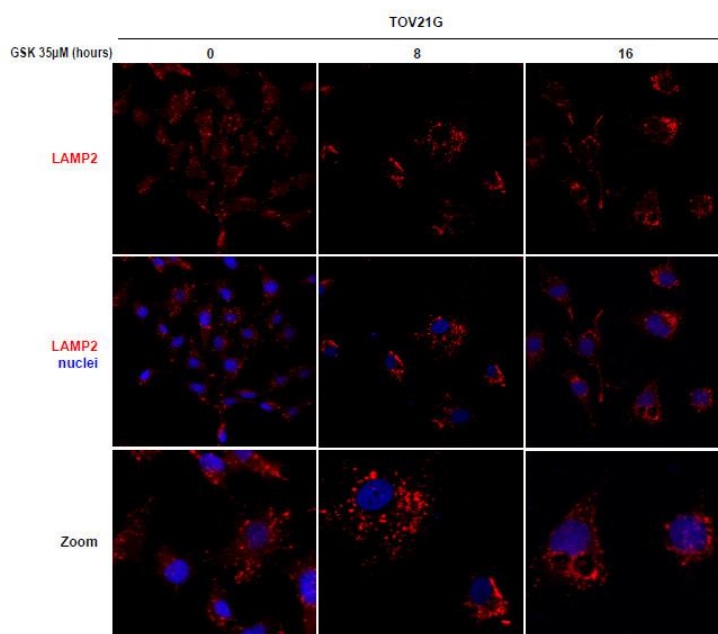 TOV21G
GSK 35µM (hours) 0 8 16
LAMP2
LAMP2
nuclei
Zoom